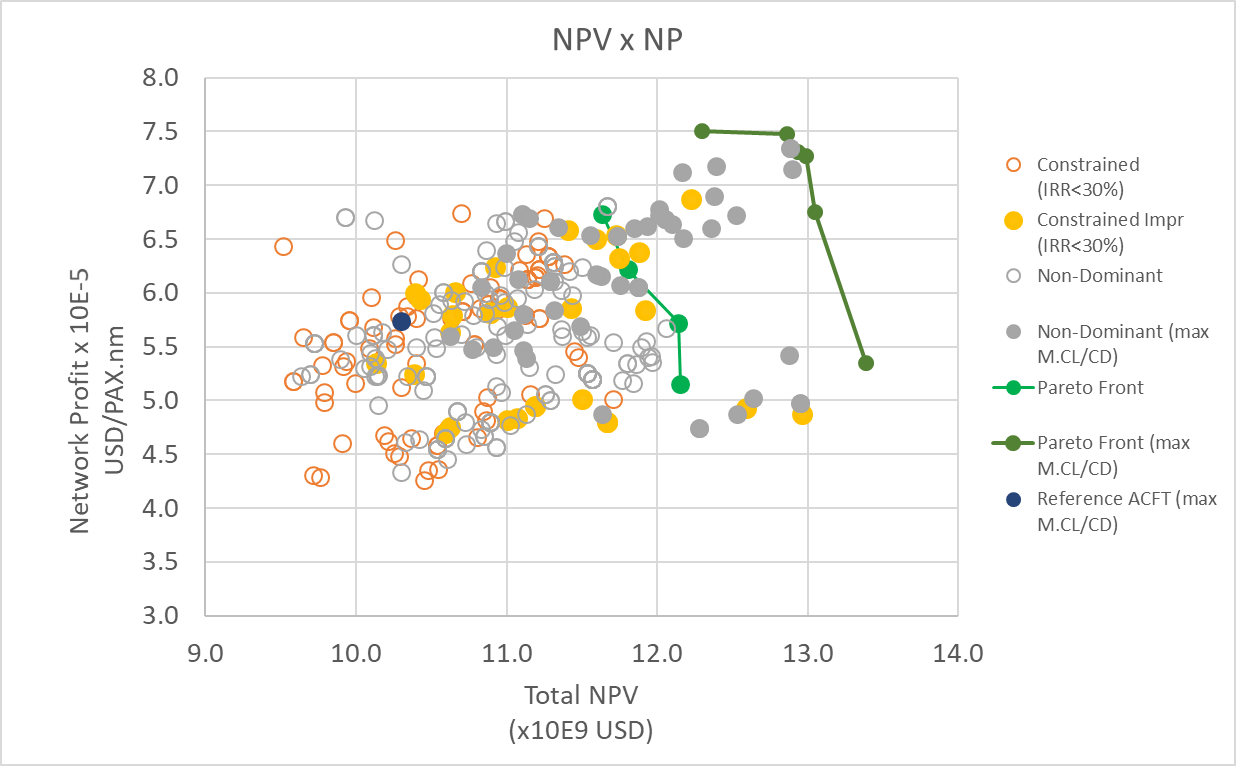 NPV x NP
8.0
7.5
7.0
6.5
6.0
5.5
5.0
4.5
4.0
3.5
3.0
Network Profit x 10E-5
USD/PAX.nm
9.0 10.0 11.0 12.0 13.0 14.0
Total NPV
(x10E9 USD)
Constrained
(IRR<30%)
Constrained Impr
(IRR<30%)
Non-Dominant
Non-Dominant (max
M.CL/CD)
Pareto Front
Pareto Front (max
M.CL/CD)
Reference ACFT (max
M.CL/CD)